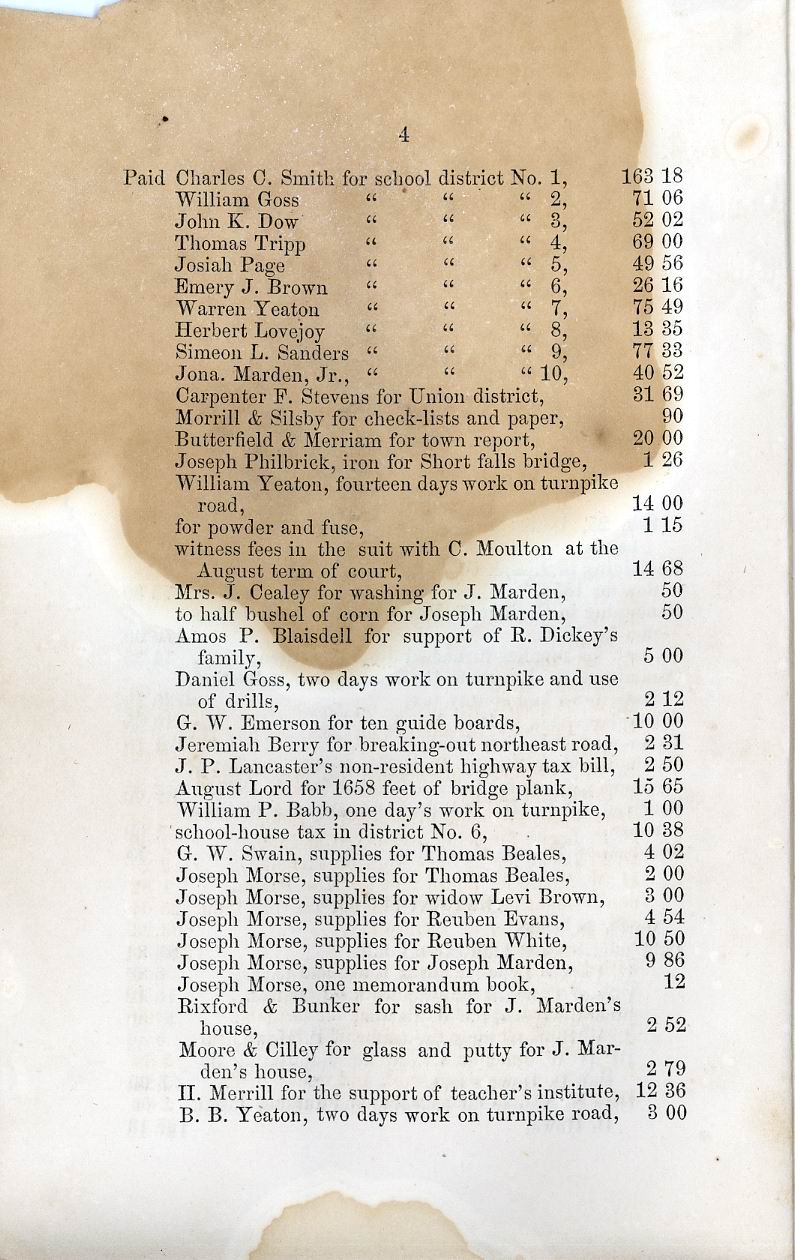 4
Paid Charles C. Smith for school district No. 1, 163 18
William Goss “ “ “ 2, 71 06
John K. Dow “ “ “ 3, 52 02
Thomas Tripp “ “ “ 4, 69 00
Josiah Page “ “ “ 5, 49 56
Emery J. Brown “ “ “ 6, 26 16
Warren Yeaton “ “ “ 7, 75 49
Herbert Lovejoy “ “ “ 8, 13 35
Simeon L. Sanders “ “ “ 9, 77 33
Jona. Marden, Jr., “ “ “ 10, 40 52
Carpenter F. Stevens for Union district, 31 69
Morrill & Silsby for check-lists and paper, 90
Butterfield & Merriam for town report, 20 00
Joseph Philbrick, iron for Short falls bridge, 1 26
William Yeaton, fourteen days work on turnpike
road, 14 00
for powder and fuse, 1 15
witness fees in the suit with C. Moulton at the
August term of court, 14 68
Mrs. J. Cealey for washing for J. Marden, 50
to half bushel of corn for Joseph Marden, 50
Amos P. Blaisdell for support of R. Dickey’s
family, 5 00
Daniel Goss, two days work on turnpike and use
of drills, 2 12
G. W. Emerson for ten guide boards, 10 00
Jeremiah Berry for breaking-out northeast road, 2 31
J. P. Lancaster’s non-resident highway tax bill, 2 50
August Lord for 1658 feet of bridge plank, 15 65
William P. Babb, one day’s work on turnpike, 1 00
school-house tax in district No. 6, 10 38
G. W. Swain, supplies for Thomas Beales, 4 02
Joseph Morse, supplies for Thomas Beales, 2 00
Joseph Morse, supplies for widow Levi Brown, 3 00
Joseph Morse, supplies for Reuben Evans, 4 54
Joseph Morse, supplies for Reuben White, 10 50
Joseph Morse, supplies for Joseph Marden, 9 86
Joseph Morse, one memorandum book, 12
Rixford & Bunker for sash for J. Marden’s
house, 2 52
Moore & Cilley for glass and putty for J. Mar-
den’s house, 2 79
H. Merrill for the support of teacher’s institute, 12 36
B. B. Yeaton, two days work on turnpike road, 3 00